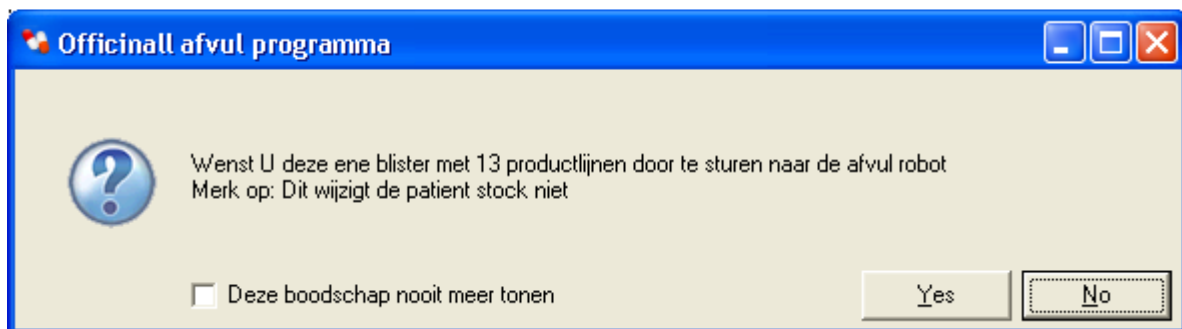 Officinall afvul programma
Wenst U deze ene blister met 13 productlijnen door te sturen naar de afvul robot
Merk op: Dit wijzigt de patient stock niet
Deze boodschap nooit meer tonen
Yes
No